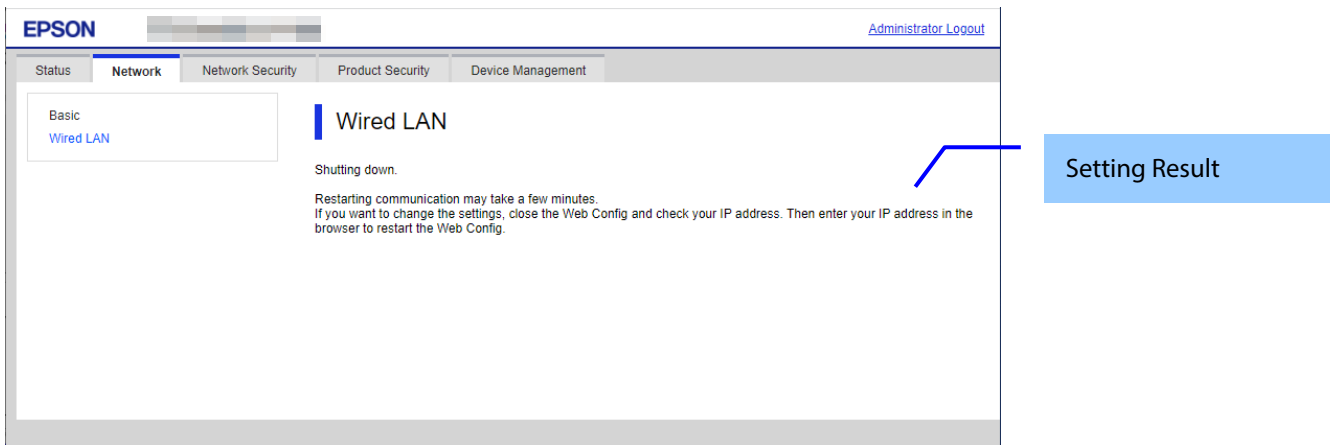 EPSON
Administrator Logout
Status Network Network Security Product Security Device Management
Basic
Wired LAN
Wired LAN
Shutting down.
Restarting communication may take a few minutes.
If you want to change the settings, close the Web Config and check your IP address. Then enter your IP address in the
browser to restart the Web Config.
Setting Result